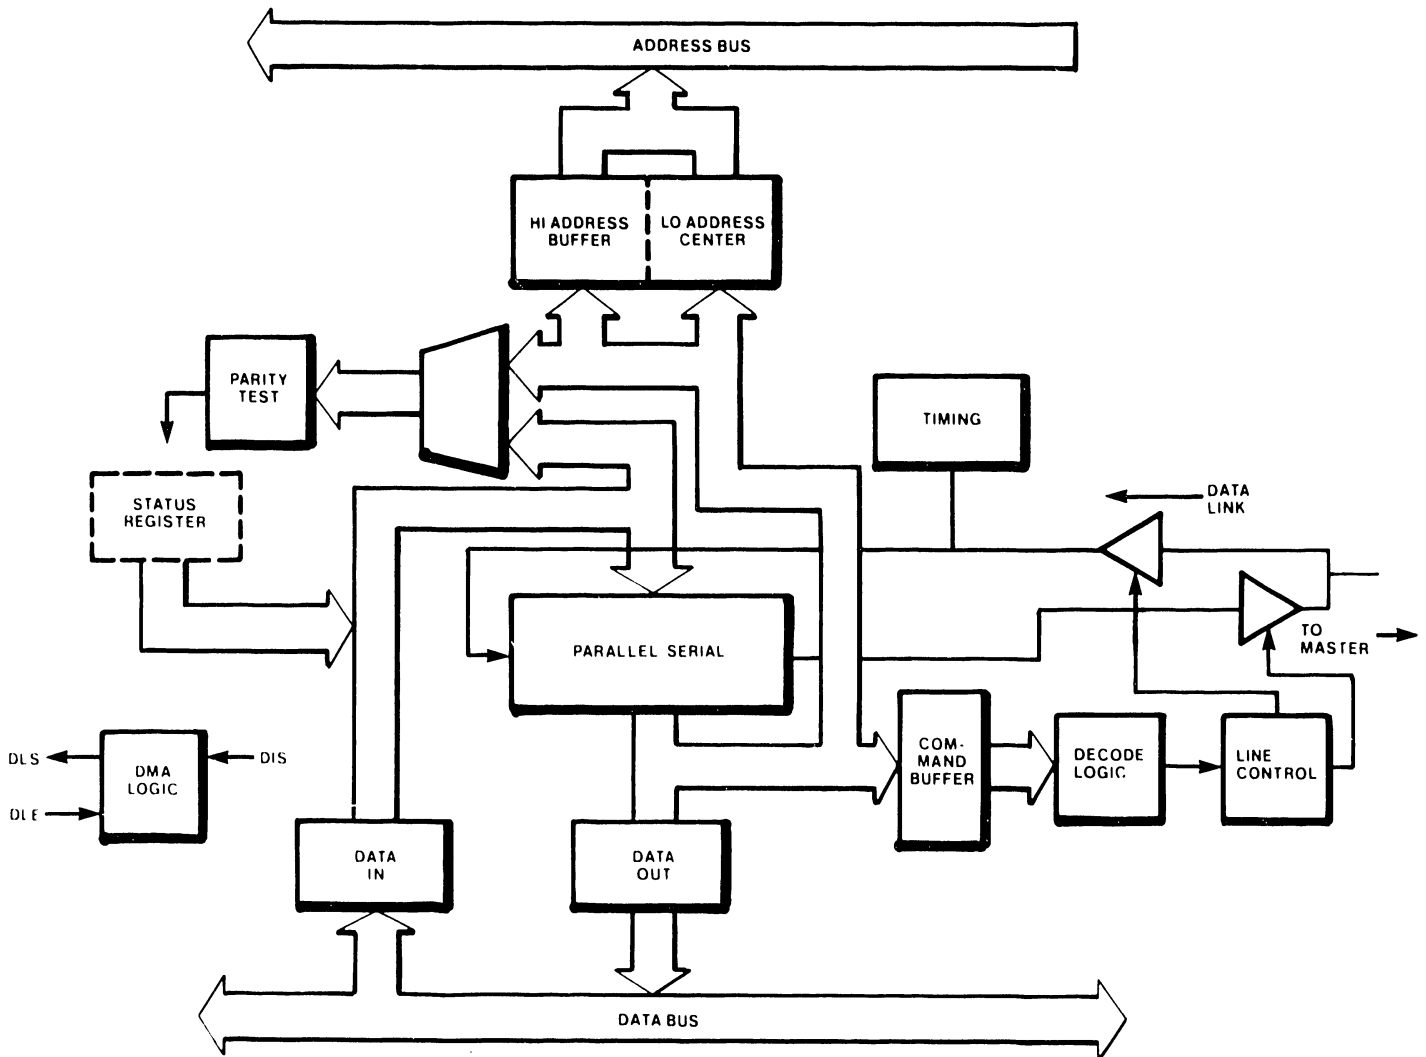 ADDRESS BUS
HI ADDRESS
BUFFER
LO ADDRESS
CENTER
PARITY
TEST
TIMING
STATUS
REGISTER
DATA
LINK
PARALLEL SERIAL
TO
MASTER
DLS
DIS
DLE
DMA
LOGIC
COM-
MAND
BUFFER
DECODE
LOGIC
LINE
CONTROL
DATA
IN
DATA
OUT
DATA BUS